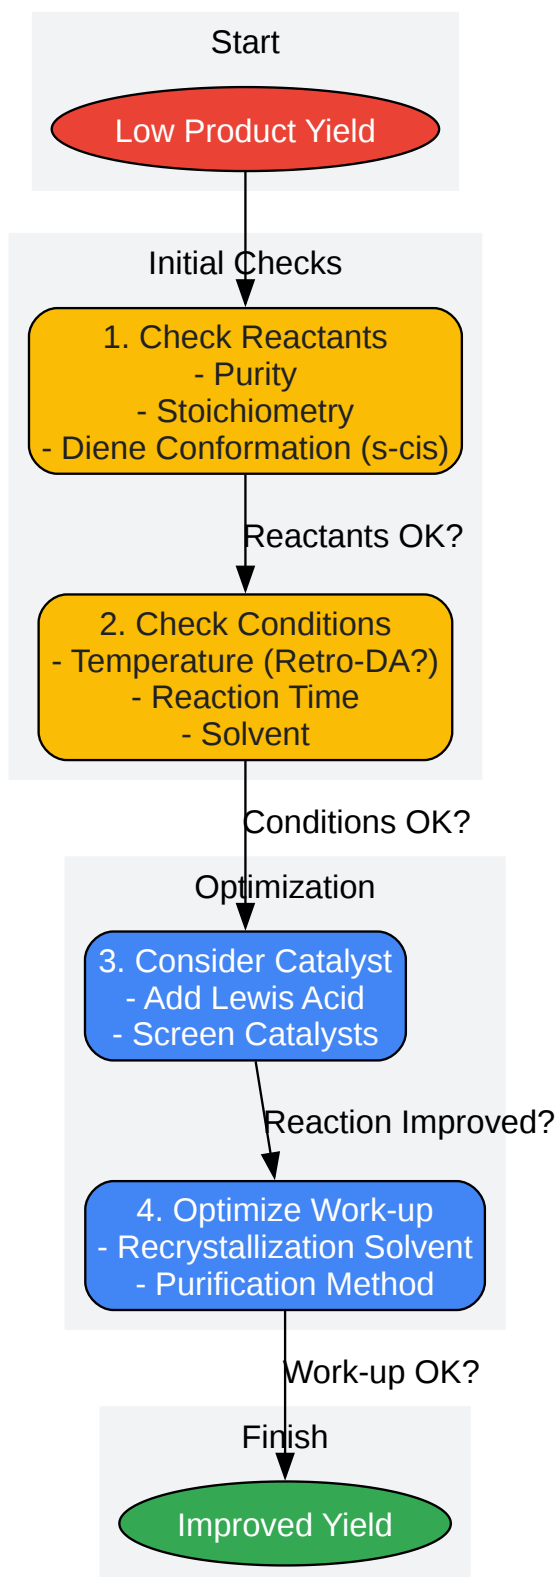 Start
Low Product Yield
Initial Checks
1. Check Reactants
- Purity
- Stoichiometry
- Diene Conformation (s-cis)
Reactants OK?
2. Check Conditions
- Temperature (Retro-DA?)
- Reaction Time
- Solvent
Conditions OK?
Optimization
3. Consider Catalyst
- Add Lewis Acid
- Screen Catalysts
Reaction Improved?
4. Optimize Work-up
- Recrystallization Solvent
- Purification Method
Work-up OK?
Finish
Improved Yield